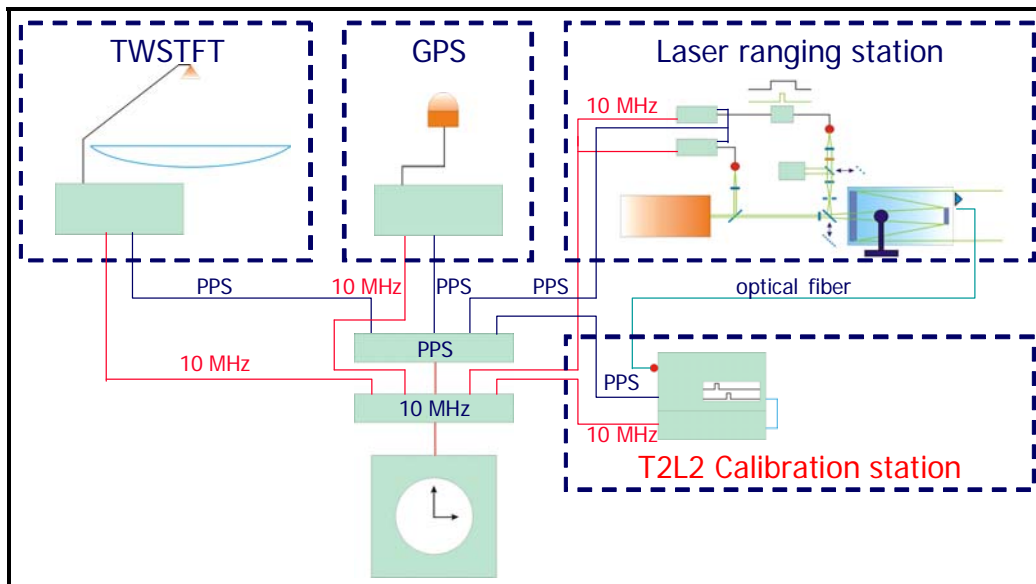 TWSTFT
GPS
Laser ranging station
10 MHz
PPS
10 MHz
PPS
PPS
optical fiber
PPS
10 MHz
PPS
10 MHz
10 MHz
T2L2 Calibration station